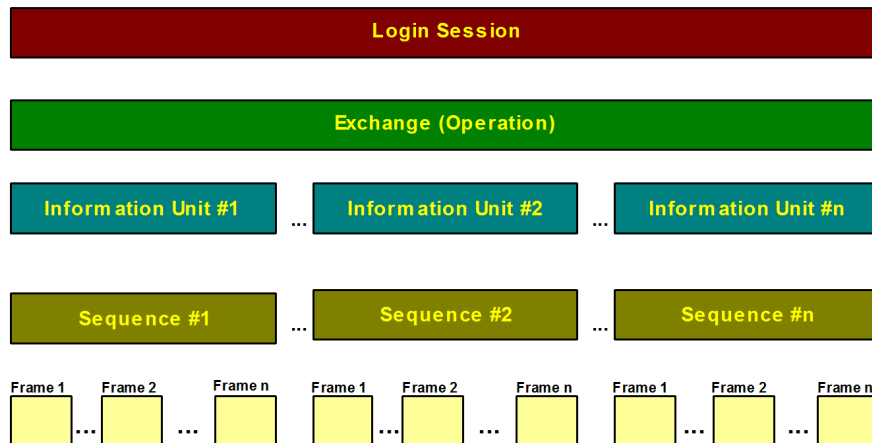 Login Session
Exchange (Operation)
Information Unit #1 ... Information Unit #2 ... Information Unit #n
Sequence #1 ... Sequence #2 ... Sequence #n
Frame 1 Frame 2 Frame n Frame 1 Frame 2 Frame n Frame 1 Frame 2 Frame n
... ... ... ... ... ...